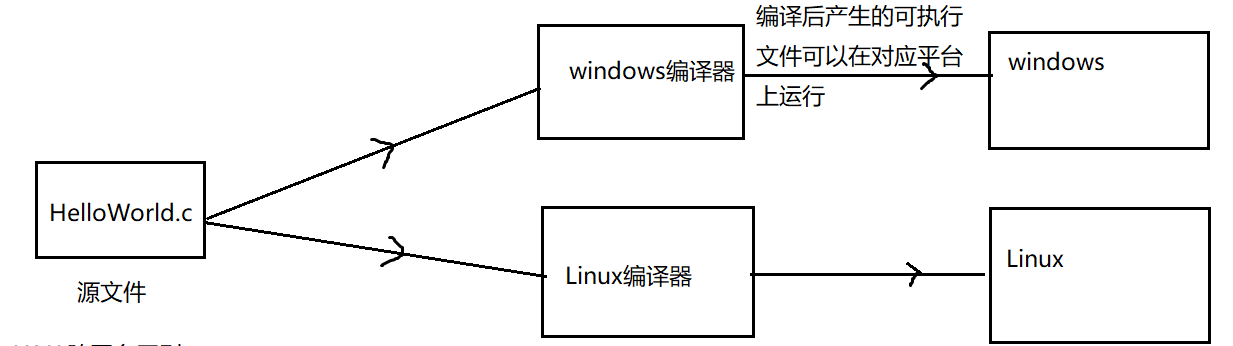 编译后产生的可执行
文件可以在对应平台
上运行
windows编译器
windows
HelloWorld.c
源文件
Linux编译器
Linux